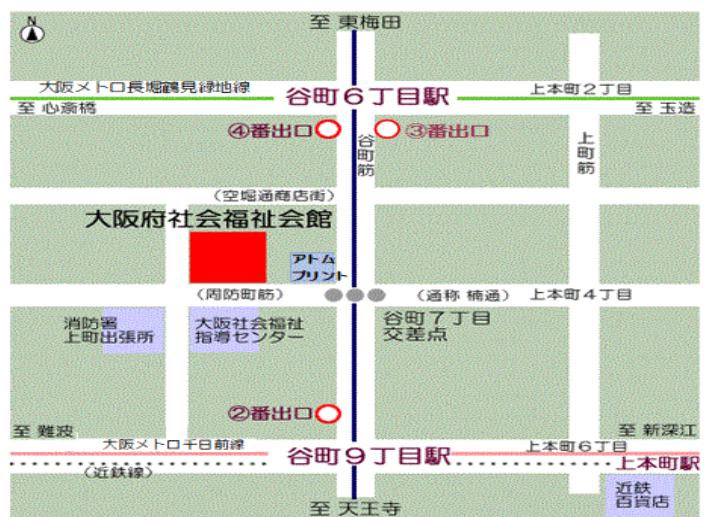 N
至 東梅田
大阪メトロ長堀鶴見緑地線
谷町6丁目駅
上本町2丁目
至 心斎橋
至 玉造
④番出口
③番出口
谷町筋
上町筋
(空堀通商店街)
大阪府社会福祉会館
アトム
プリント
(周防町筋)
(通称 楠通)
上本町4丁目
消防署
上町出張所
大阪社会福祉
指導センター
谷町7丁目
交差点
②番出口
至 難波
至 新深江
大阪メトロ千日前線
上本町6丁目
谷町9丁目駅
(近鉄線)
上本町駅
近鉄
百貨店
至 天王寺